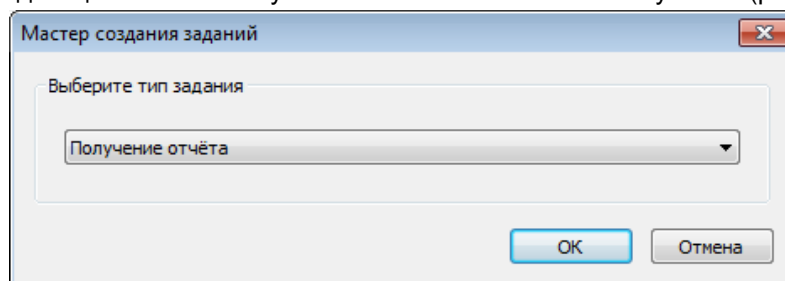 Мастер создания заданий
Выберите тип задания
Получение отчёта
ОК
Отмена